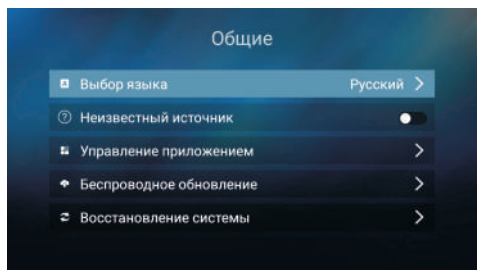 Общие
Выбор языка Русский
Неизвестный источник
Управление приложением
Беспроводное обновление
Восстановление системы